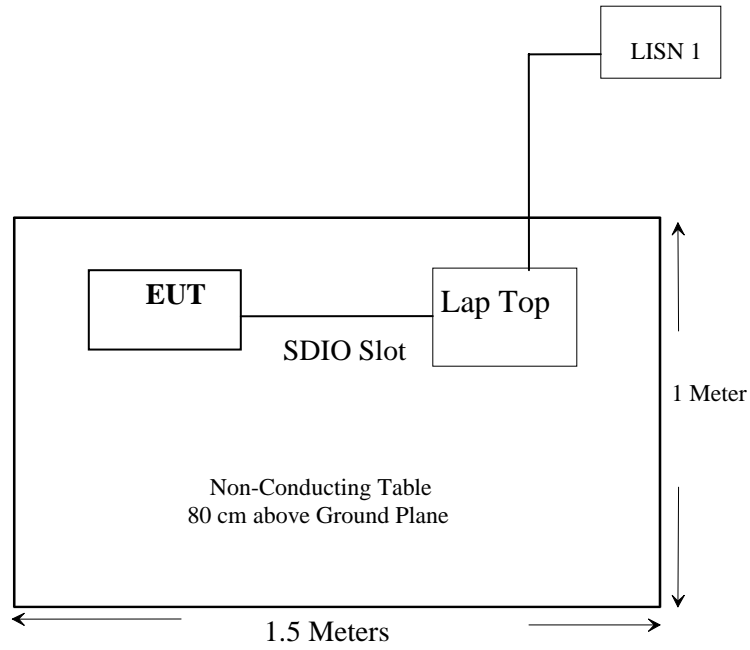 LISN 1
EUT
Lap Top
SDIO Slot
1 Meter
Non-Conducting Table
80 cm above Ground Plane
1.5 Meters